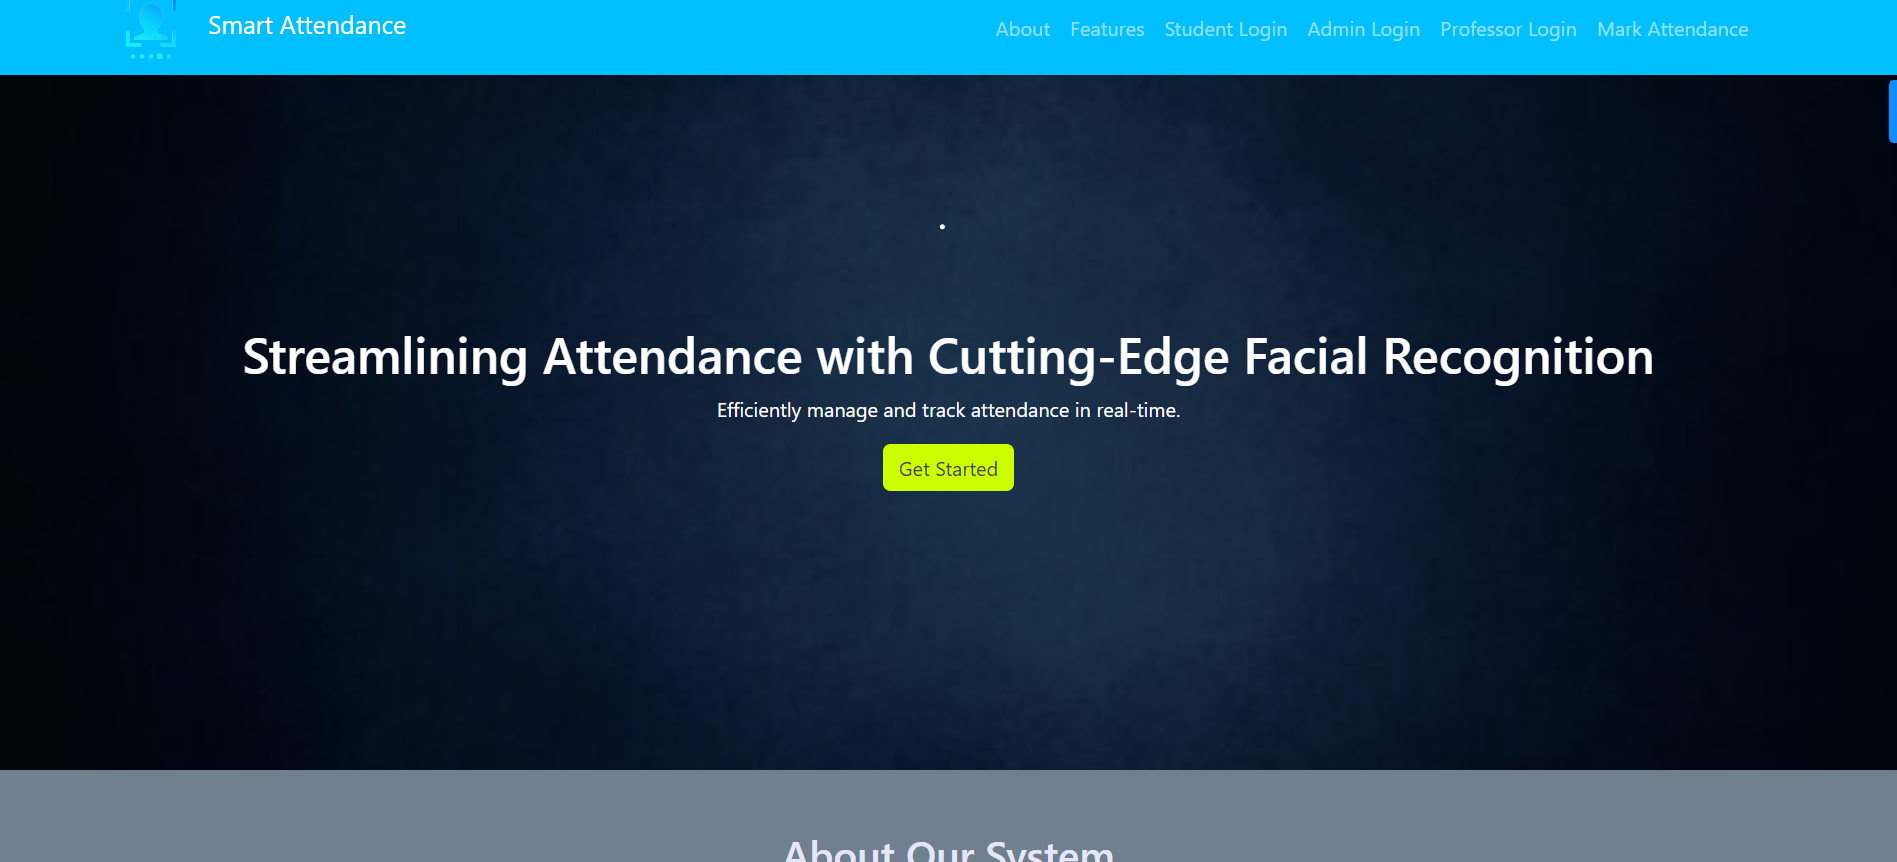 Smart Attendance
About Features Student Login Admin Login Professor Login Mark Attendance
Streamlining Attendance with Cutting-Edge Facial Recognition
Efficiently manage and track attendance in real-time.
Get Started
About Our System